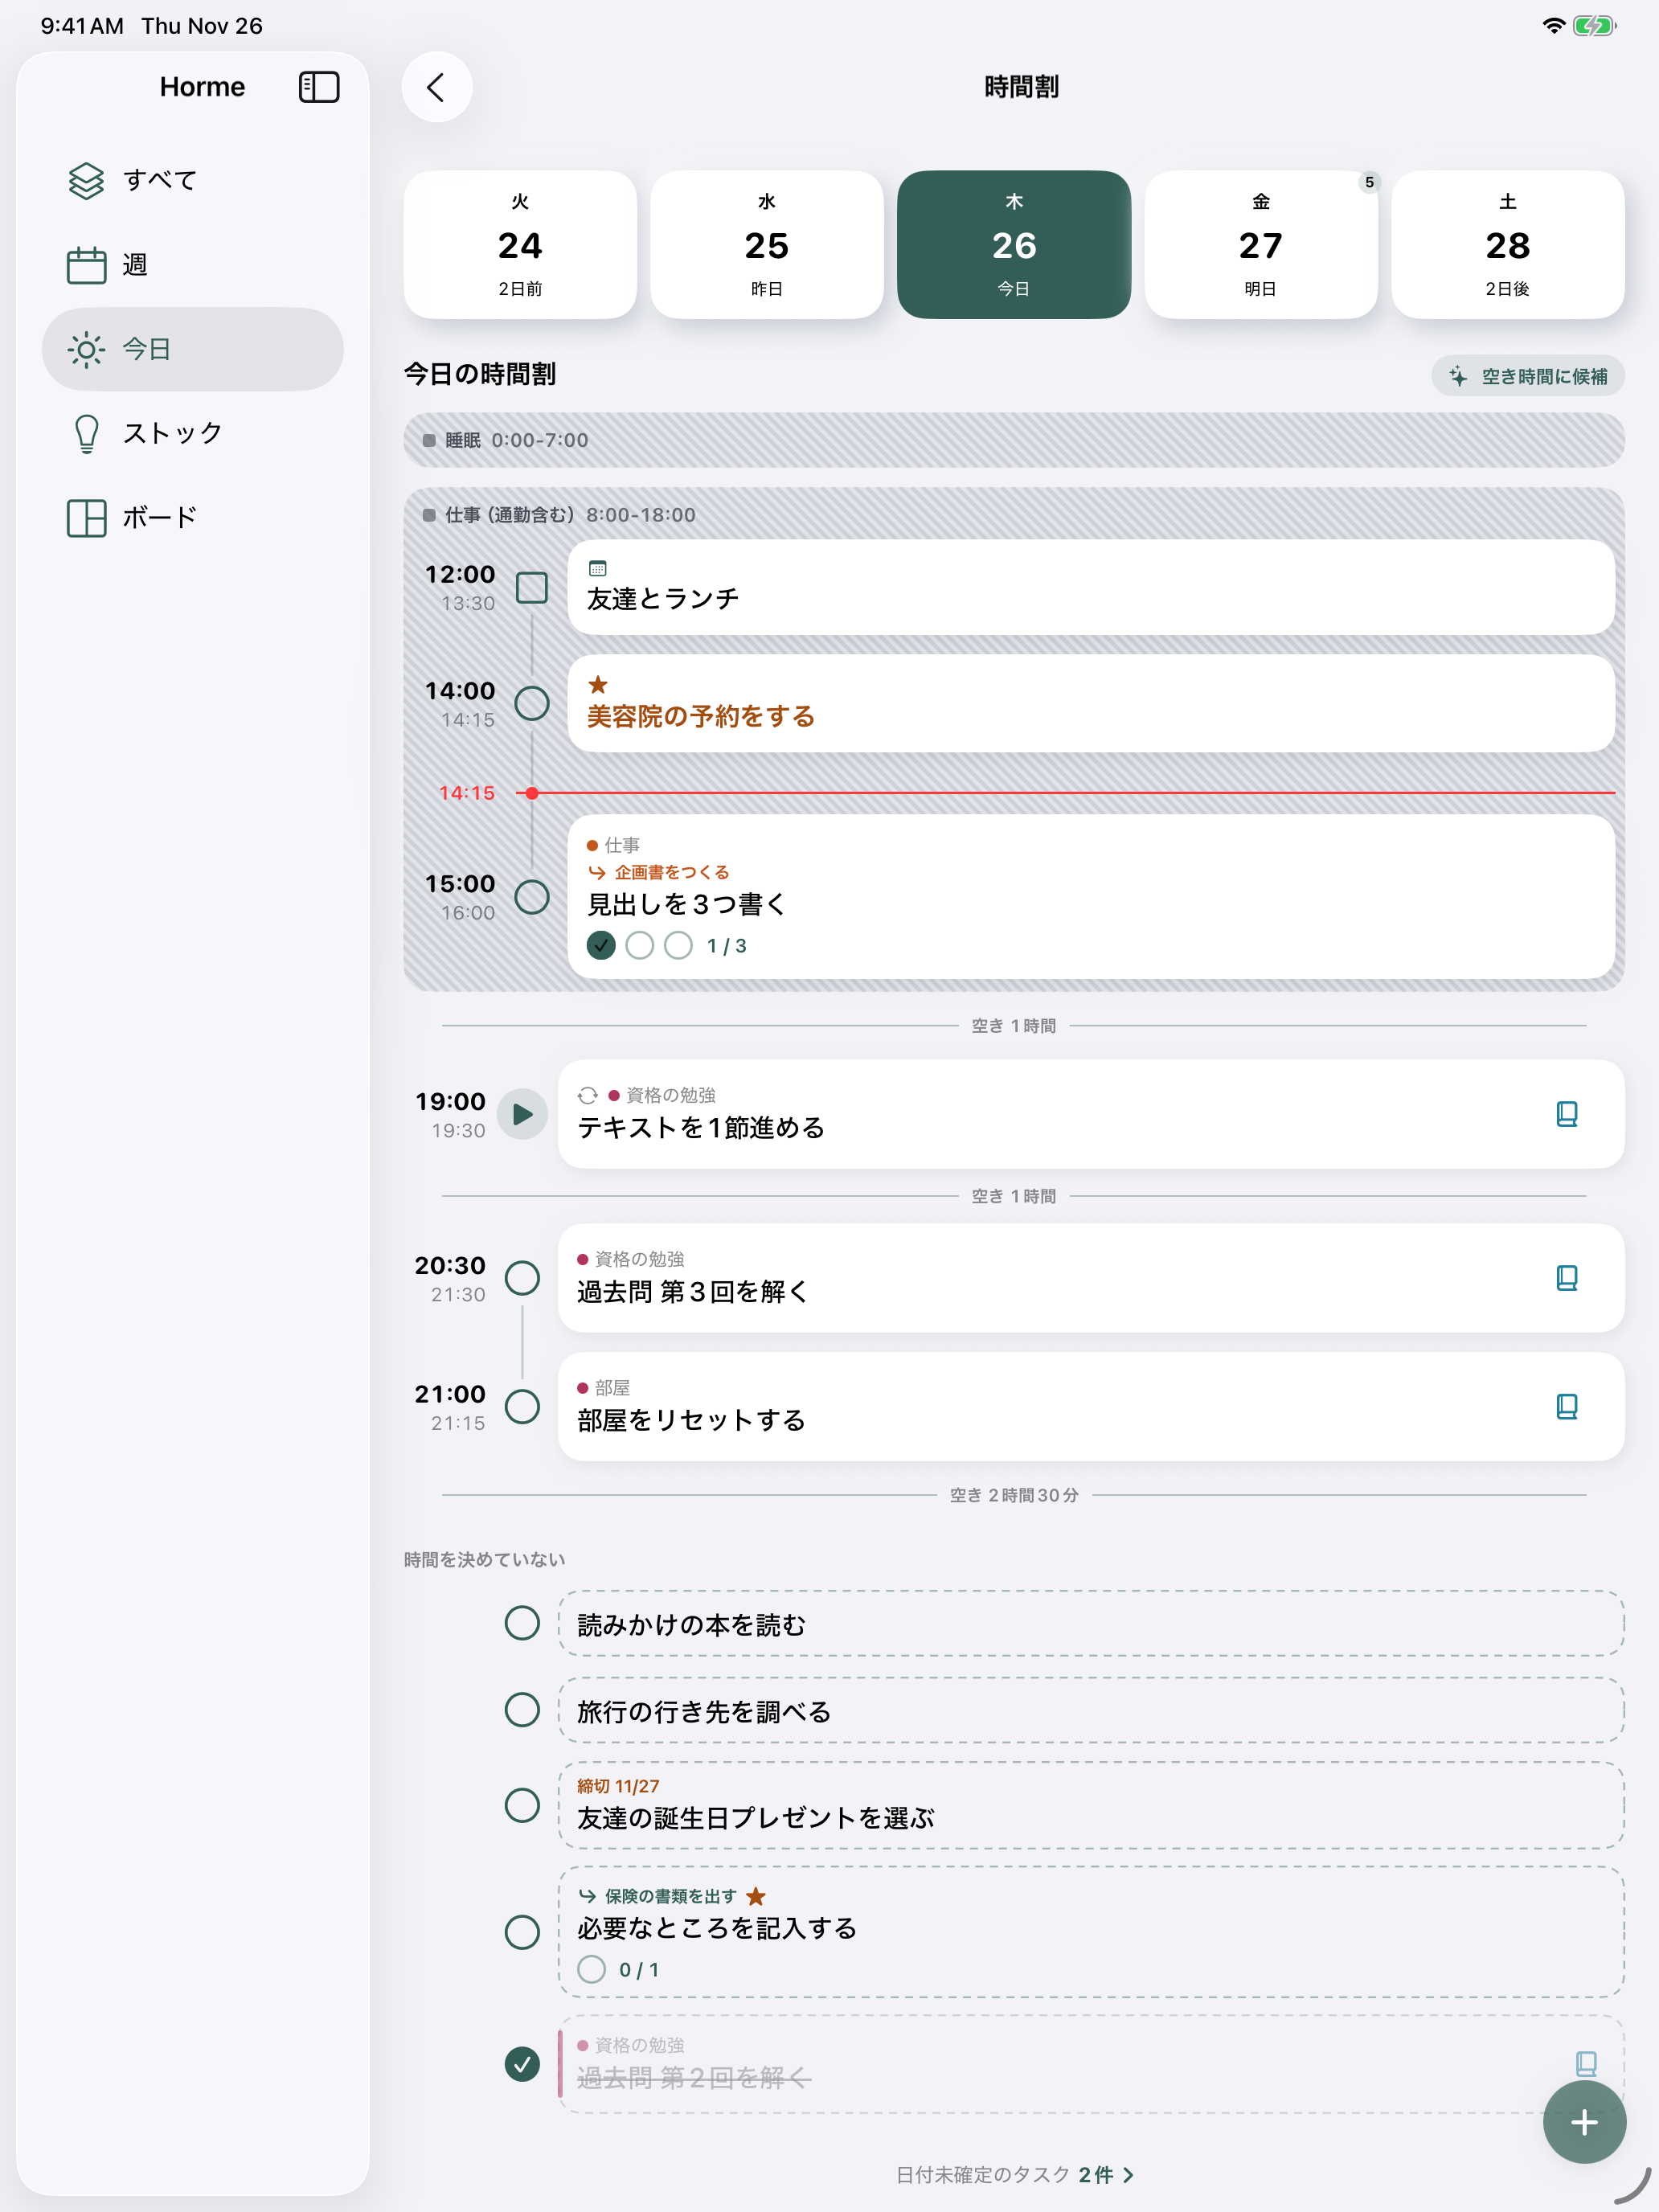 9:41 AM Thu Nov 26
Horme
すべて
週
今日
ストック
ボード
時間割
火
24
2日前
水
25
昨日
木
26
今日
5
金
27
明日
土
28
2日後
今日の時間割
空き時間に候補
睡眠 0:00-7:00
仕事（通勤含む） 8:00-18:00
12:00
13:30
友達とランチ
14:00
14:15
美容院の予約をする
14:15
15:00
16:00
仕事
企画書をつくる
見出しを3つ書く
1 / 3
空き 1時間
19:00
19:30
資格の勉強
テキストを1節進める
空き 1時間
20:30
21:30
資格の勉強
過去問 第3回を解く
21:00
21:15
部屋
部屋をリセットする
空き 2時間30分
時間を決めていない
読みかけの本を読む
旅行の行き先を調べる
締切 11/27
友達の誕生日プレゼントを選ぶ
保険の書類を出す
必要なところを記入する
0 / 1
資格の勉強
過去問 第2回を解く
日付未確定のタスク 2件